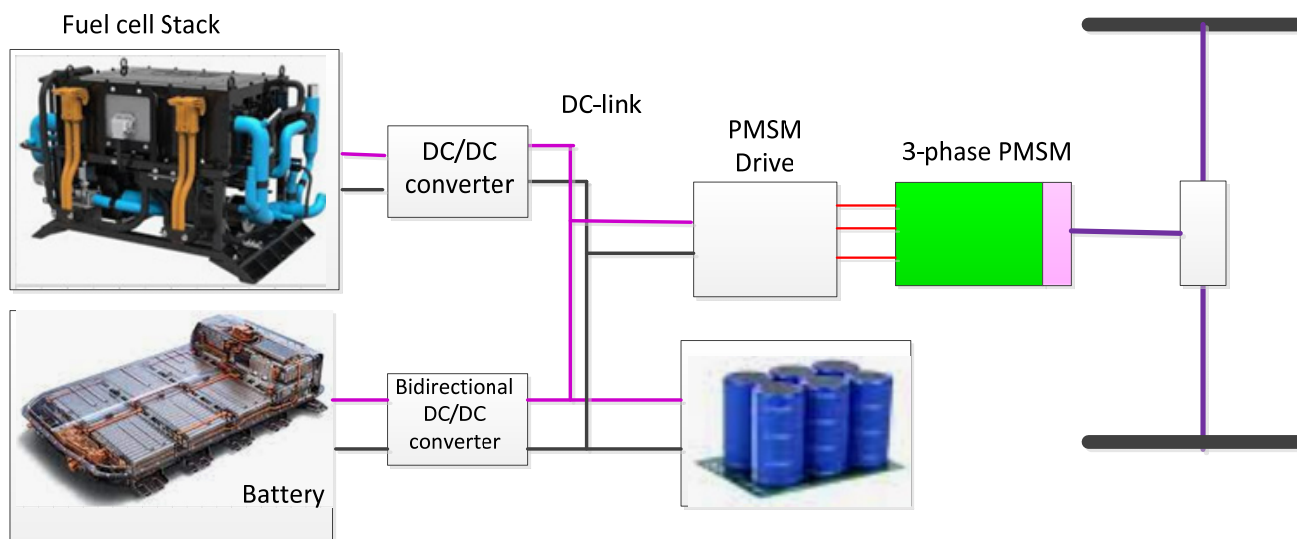 Fuel cell Stack
DC-link
DC/DC
converter
PMSM
Drive
3-phase PMSM
Bidirectional
DC/DC
converter
Battery